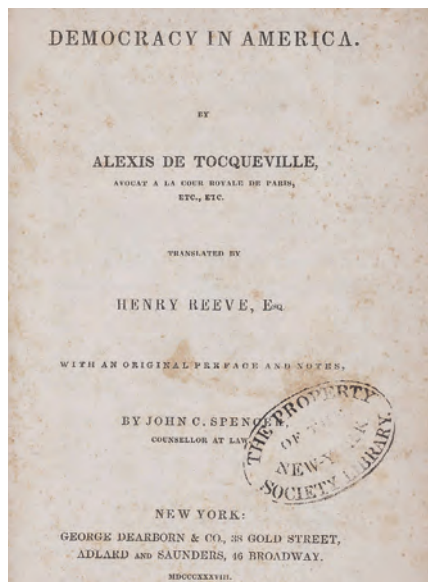 DEMOCRACY IN AMERICA.
BY
ALEXIS DE TOCQUEVILLE,
AVOCAT A LA COUR ROYALE DE PARIS,
ETC., ETC.
TRANSLATED BY
HENRY REEVE, Esq.
WITH AN ORIGINAL PREFACE AND NOTES,
BY JOHN C. SPENCER,
COUNSELLOR AT LAW.
THE PROPERTY
OF THE
NEW-YORK
SOCIETY LIBRARY.
NEW YORK:
GEORGE DEARBORN & CO., 38 GOLD STREET,
ADLARD AND SAUNDERS, 46 BROADWAY.
MDCCCXXXVIII.